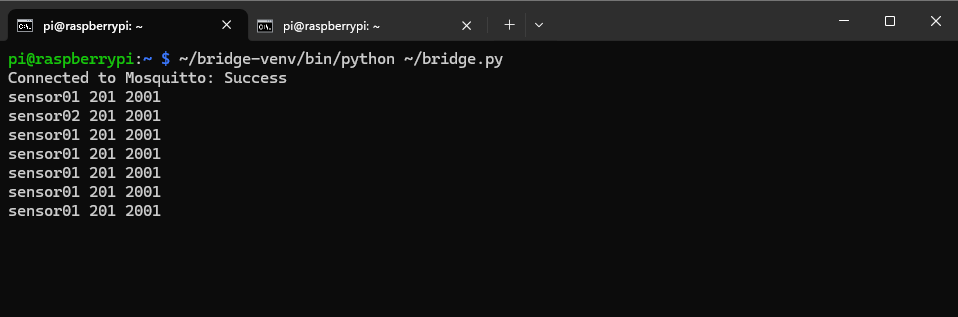 pi@raspberrypi: ~
pi@raspberrypi: ~
pi@raspberrypi:~ $ ~/bridge-venv/bin/python ~/bridge.py
Connected to Mosquitto: Success
sensor01 201 2001
sensor02 201 2001
sensor01 201 2001
sensor01 201 2001
sensor01 201 2001
sensor01 201 2001
sensor01 201 2001